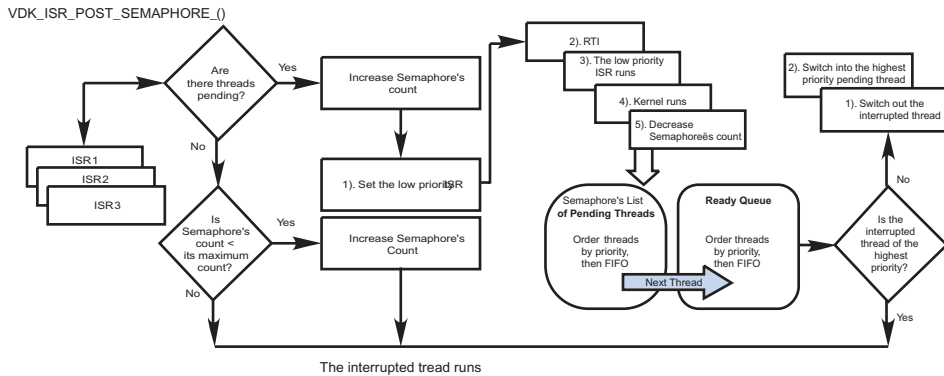 VDK_ISR_POST_SEMAPHORE_()
Are
there threads
pending?
Yes
No
ISR1
ISR2
ISR3
Increase Semaphore's
count
1). Set the low priority ISR
Is
Semaphore's
count <
its maximum
count?
Yes
No
Increase Semaphore's
Count
2). RTI
3). The low priority
ISR runs
4). Kernel runs
5). Decrease
Semaphoreës count
Semaphore's List
of Pending Threads
Order threads
by priority,
then FIFO
Next Thread
Ready Queue
Order threads
by priority,
then FIFO
2). Switch into the highest
priority pending thread
1). Switch out the
interrupted thread
No
Is the
interrupted
thread of the
highest
priority?
Yes
The interrupted tread runs